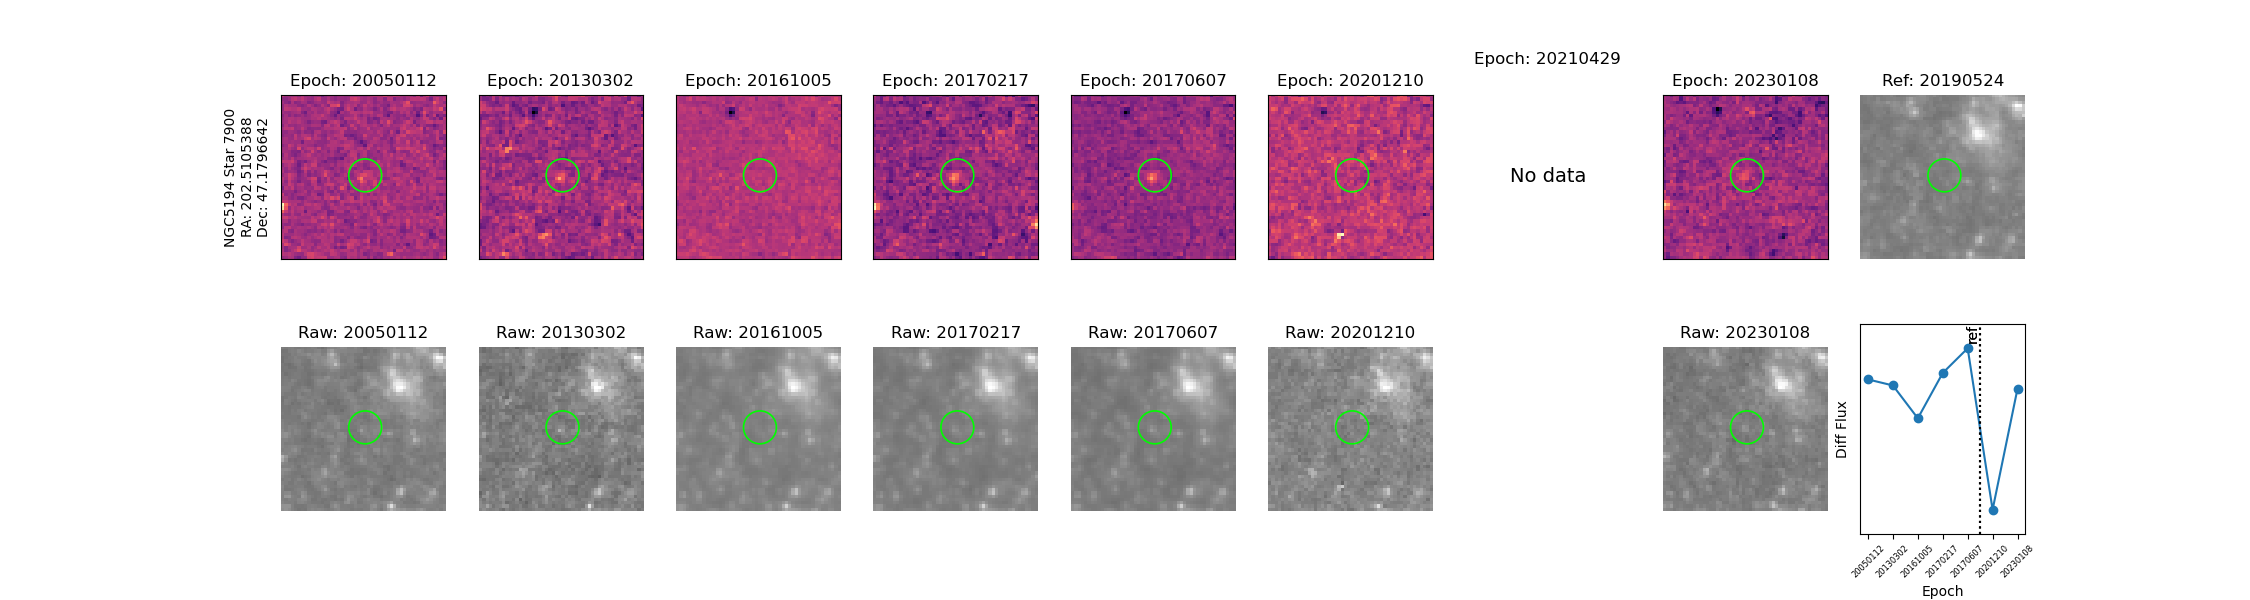 Epoch: 20210429
Epoch: 20050112
Epoch: 20130302
Epoch: 20161005
Epoch: 20170217
Epoch: 20170607
Epoch: 20201210
Epoch: 20230108
Ref: 20190524
NGC5194 Star 7900
RA: 202.5105388
Dec: 47.1796642
No data
Raw: 20050112
Raw: 20130302
Raw: 20161005
Raw: 20170217
Raw: 20170607
Raw: 20201210
Raw: 20230108
ref
Diff Flux
20050112
20130302
20161005
20170217
20170607
20201210
20230108
Epoch